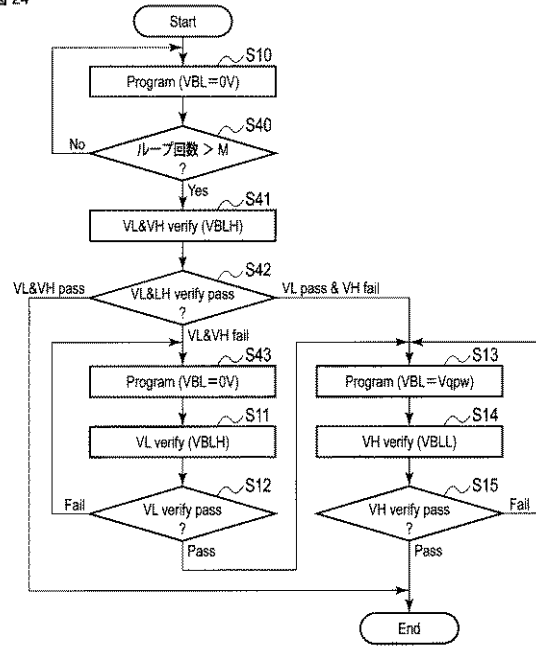 図 24
Start
S10
Program (VBL=0V)
S40
No
ループ回数 > M
?
Yes
S41
VL&VH verify (VBLH)
S42
VL&VH pass
VL&LH verify pass
?
VL pass & VH fail
VL&VH fail
S43
Program (VBL=0V)
S13
Program (VBL=Vqpw)
S11
VL verify (VBLH)
S14
VH verify (VBLL)
S12
Fail
VL verify pass
?
Pass
S15
VH verify pass
?
Fail
Pass
End